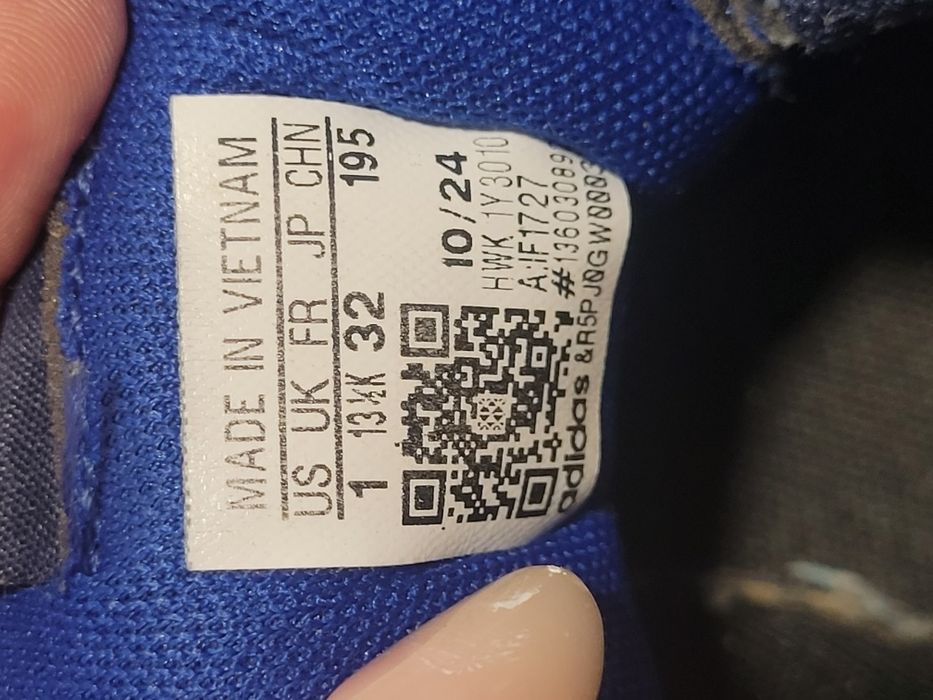 MADE IN VIETNAM
US UK FR JP CHN
1 13½K 32 195
10/24
HWK 1Y3010
A:IF1727
adidas